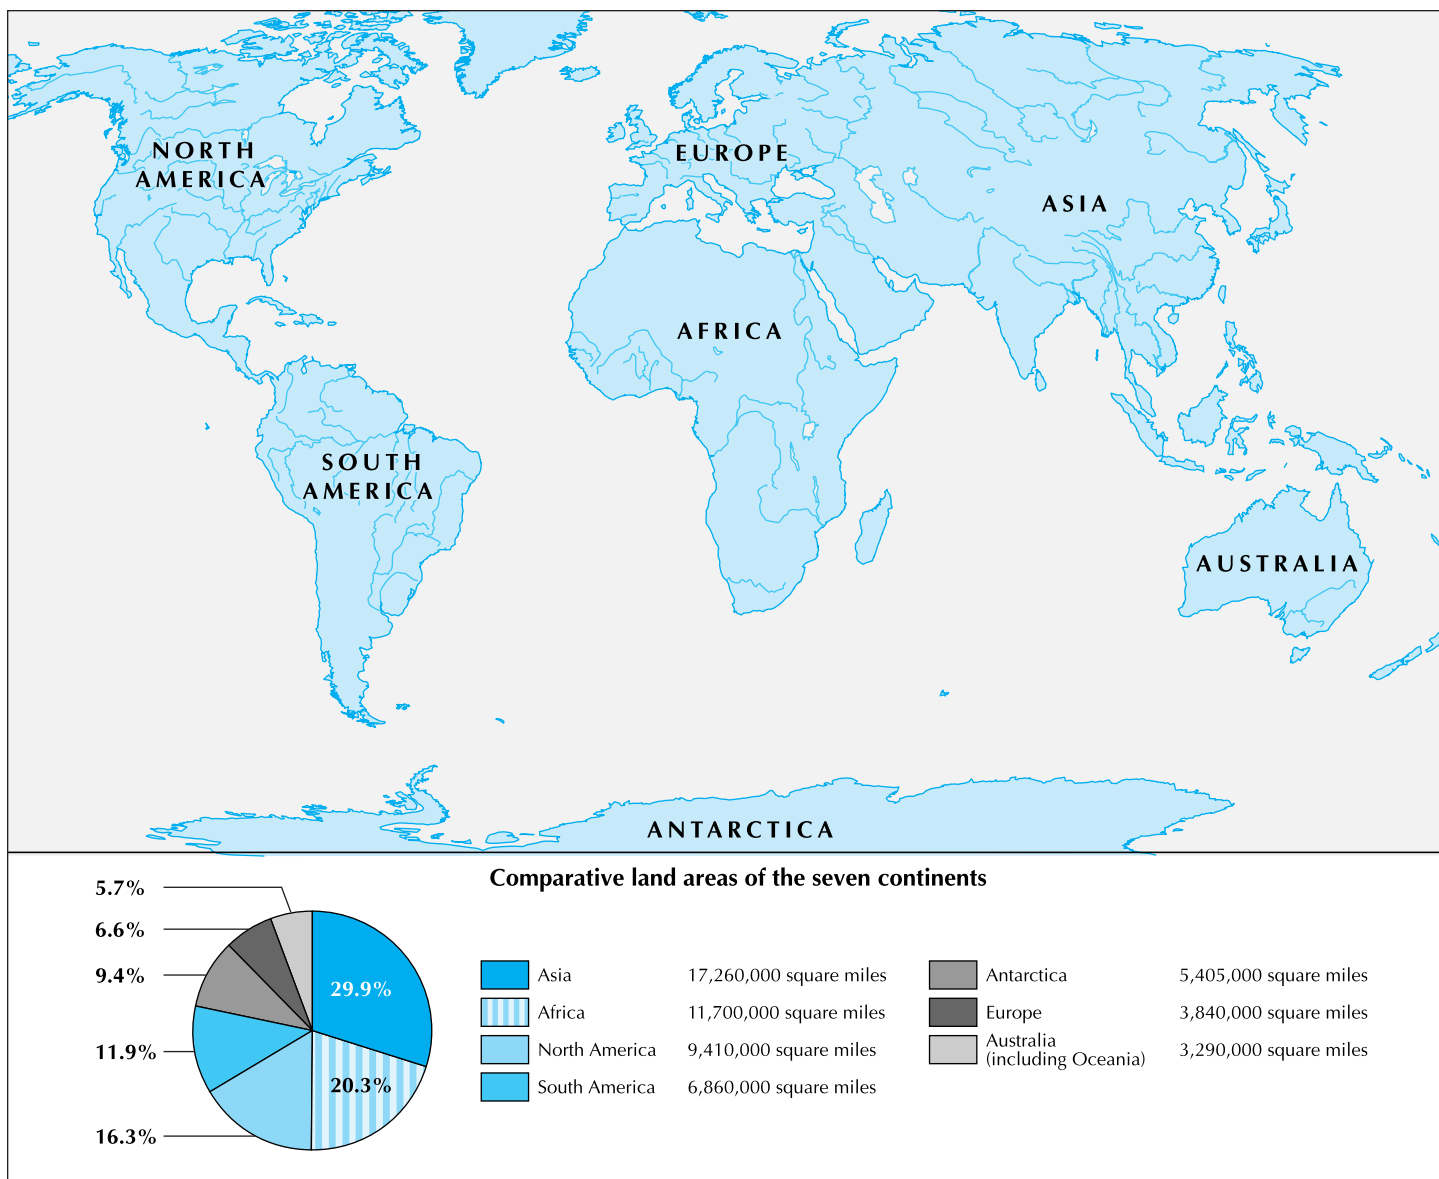 NORTH
AMERICA
EUROPE
ASIA
AFRICA
SOUTH
AMERICA
AUSTRALIA
ANTARCTICA
Comparative land areas of the seven continents
5.7%
6.6%
9.4%
11.9%
16.3%
29.9%
20.3%
Asia 17,260,000 square miles
Africa 11,700,000 square miles
North America 9,410,000 square miles
South America 6,860,000 square miles
Antarctica 5,405,000 square miles
Europe 3,840,000 square miles
Australia
(including Oceania) 3,290,000 square miles